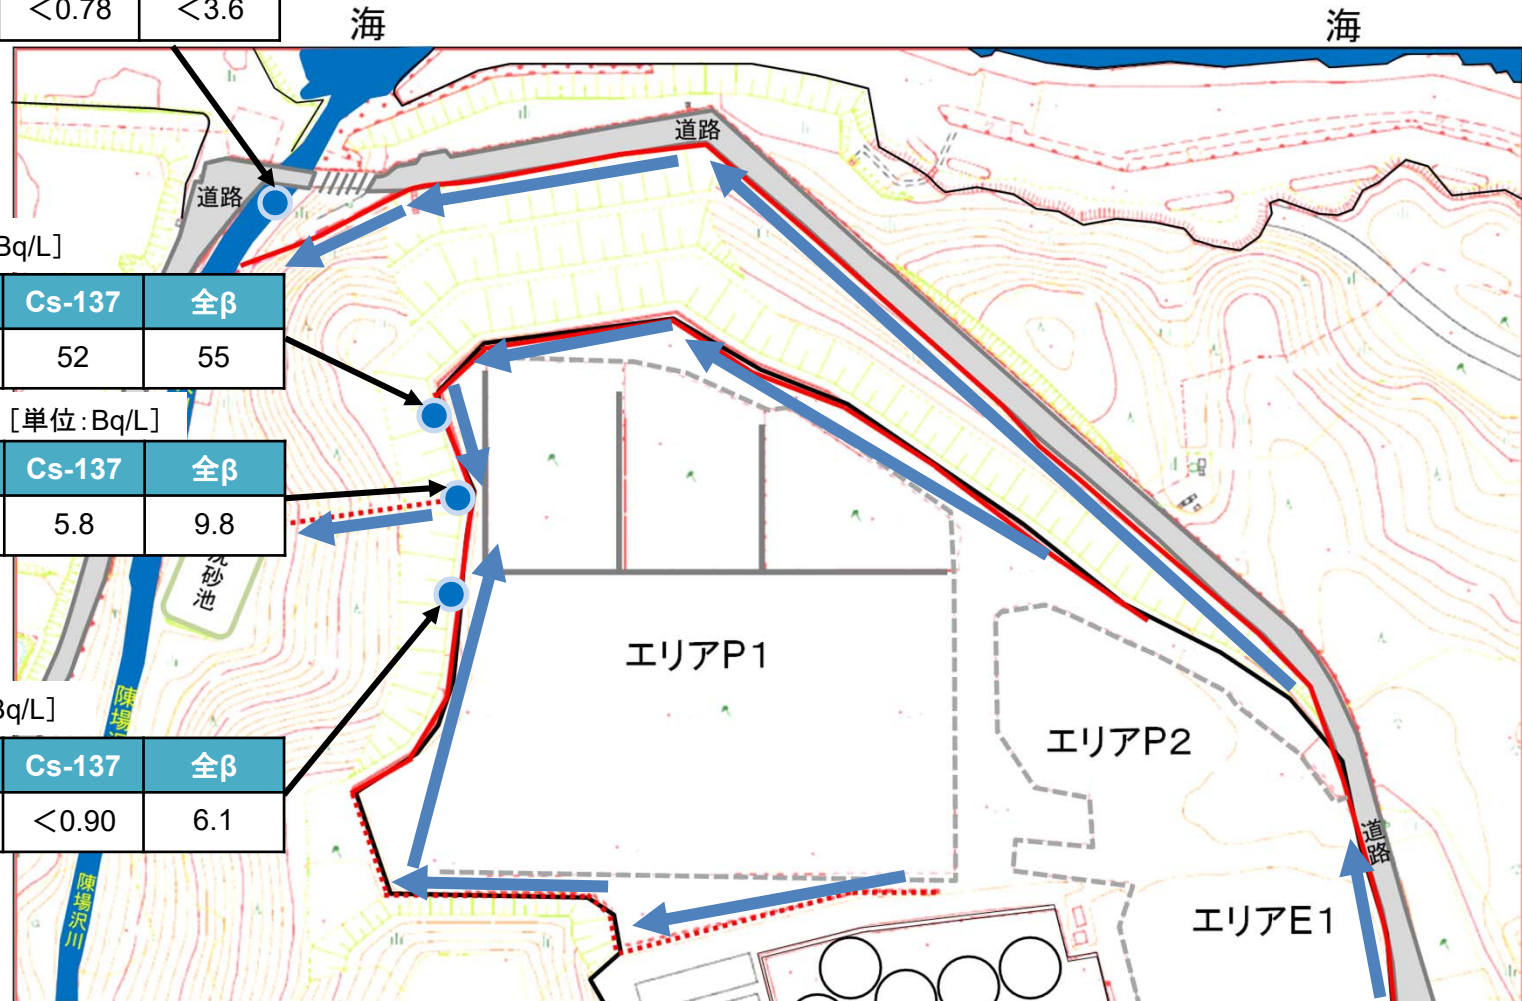 <0.78 <3.6
海
海
道路
道路
Bq/L]
Cs-137 全β
52 55
[単位:Bq/L]
Cs-137 全β
5.8 9.8
砂池
エリアP1
Bq/L]
陳場
エリアP2
Cs-137 全β
<0.90 6.1
道路
陳場沢川
エリアE1